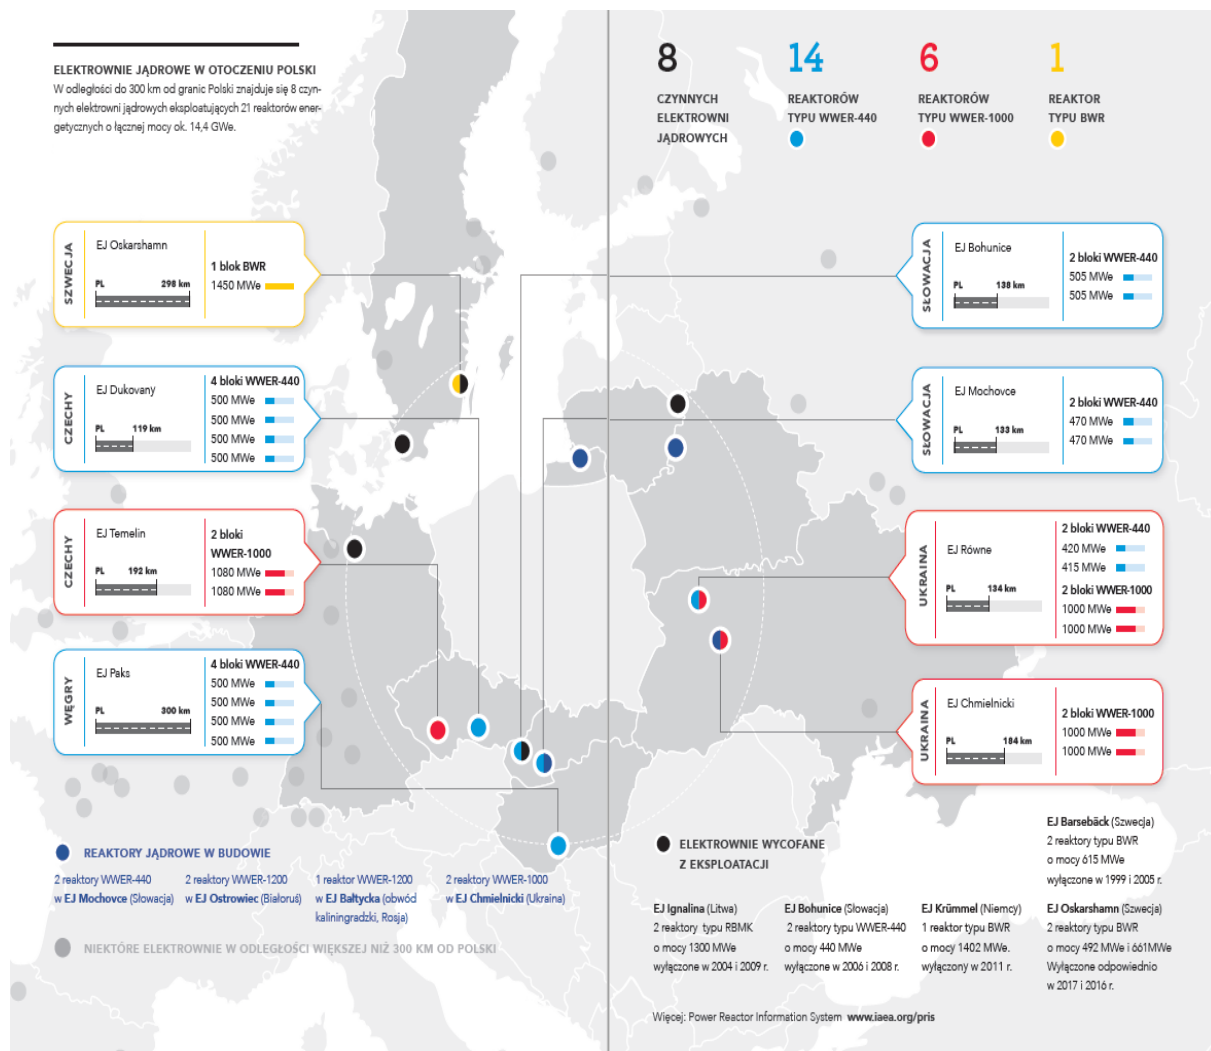 ELEKTROWNIE JĄDROWE W OTOCZENIU POLSKI
W odległości do 300 km od granic Polski znajduje się 8 czyn-
nych elektrowni jądrowych eksploatujących 21 reaktorów ener-
getycznych o łącznej mocy ok. 14,4 GWe.
8
CZYNNYCH
ELEKTROWNI
JĄDROWYCH
14
REAKTORÓW
TYPU WWER-440
6
REAKTORÓW
TYPU WWER-1000
1
REAKTOR
TYPU BWR
SZWECJA
EJ Oskarshamn
PL 298 km
1 blok BWR
1450 MWe
CZECHY
EJ Dukovany
PL 119 km
4 bloki WWER-440
500 MWe
500 MWe
500 MWe
500 MWe
CZECHY
EJ Temelin
PL 192 km
2 bloki
WWER-1000
1080 MWe
1080 MWe
WĘGRY
EJ Paks
PL 300 km
4 bloki WWER-440
500 MWe
500 MWe
500 MWe
500 MWe
SŁOWACJA
EJ Bohunice
PL 138 km
2 bloki WWER-440
505 MWe
505 MWe
SŁOWACJA
EJ Mochovce
PL 133 km
2 bloki WWER-440
470 MWe
470 MWe
UKRAINA
EJ Równe
PL 134 km
2 bloki WWER-440
420 MWe
415 MWe
2 bloki WWER-1000
1000 MWe
1000 MWe
UKRAINA
EJ Chmielnicki
PL 184 km
2 bloki WWER-1000
1000 MWe
1000 MWe
REAKTORY JĄDROWE W BUDOWIE
2 reaktory WWER-440
w EJ Mochovce (Słowacja)
2 reaktory WWER-1200
w EJ Ostrowiec (Białoruś)
1 reaktor WWER-1200
w EJ Bałtycka (obwód
kaliningradzki, Rosja)
2 reaktory WWER-1000
w EJ Chmielnicki (Ukraina)
NIEKTÓRE ELEKTROWNIE W ODLEGŁOŚCI WIĘKSZEJ NIŻ 300 KM OD POLSKI
ELEKTROWNIE WYCOFANE
Z EKSPLOATACJI
EJ Barsebäck (Szwecja)
2 reaktory typu BWR
o mocy 615 MWe
wyłączone w 1999 i 2005 r.
EJ Ignalina (Litwa)
2 reaktory typu RBMK
o mocy 1300 MWe
wyłączone w 2004 i 2009 r.
EJ Bohunice (Słowacja)
2 reaktory typu WWER-440
o mocy 440 MWe
wyłączone w 2006 i 2008 r.
EJ Krümmel (Niemcy)
1 reaktor typu BWR
o mocy 1402 MWe.
wyłączony w 2011 r.
EJ Oskarshamn (Szwecja)
2 reaktory typu BWR
o mocy 492 MWe i 661MWe
Wyłączone odpowiednio
w 2017 i 2016 r.
Więcej: Power Reactor Information System www.iaea.org/pris